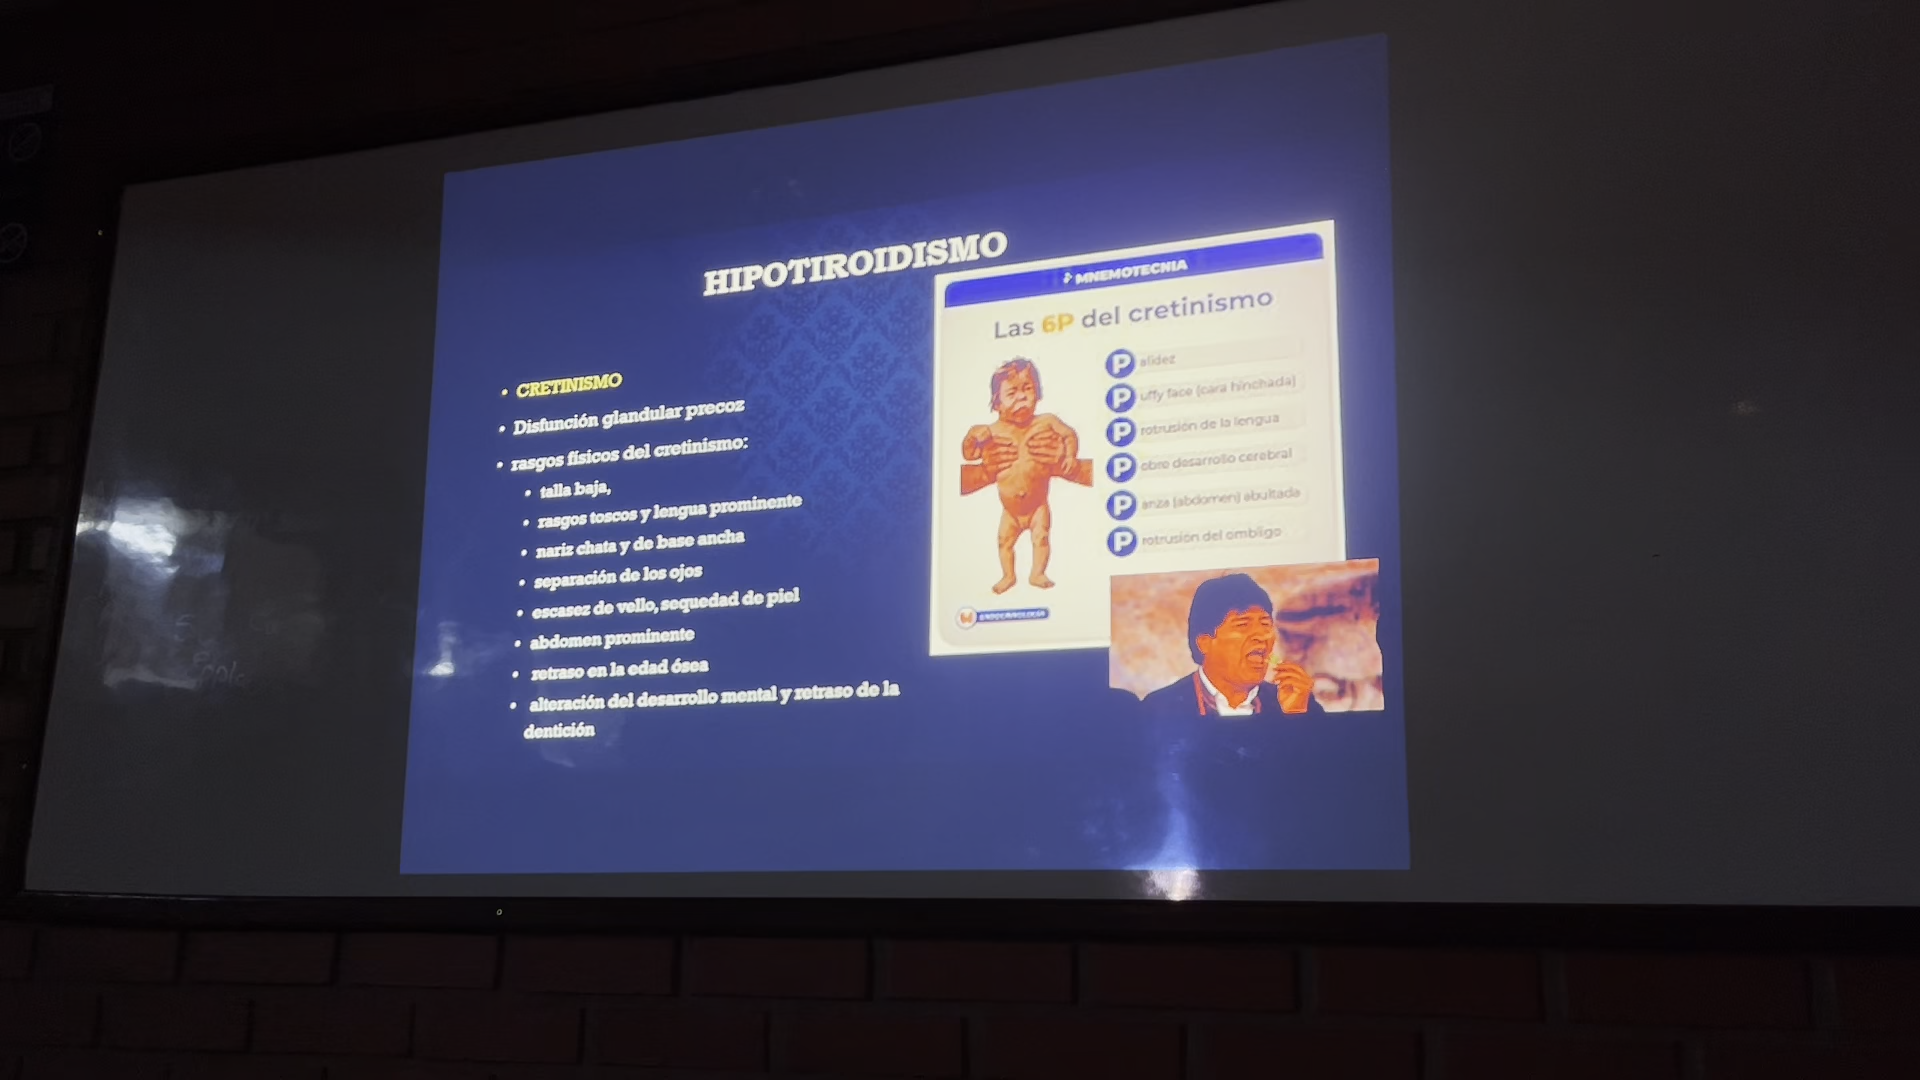 HIPOTIROIDISMO
• CRETINISMO
• Disfunción glandular precoz
• rasgos físicos del cretinismo:
• talla baja,
• rasgos toscos y lengua prominente
• nariz chata y de base ancha
• separación de los ojos
• escasez de vello, sequedad de piel
• abdomen prominente
• retraso en la edad ósea
• alteración del desarrollo mental y retraso de la
dentición
MNEMOTECNIA
Las 6P del cretinismo
P alidez
P uffy face (cara hinchada)
P rotrusión de la lengua
P obre desarrollo cerebral
P anza (abdomen) abultada
P rotrusión del ombligo
ENDOCRINOLOGÍA